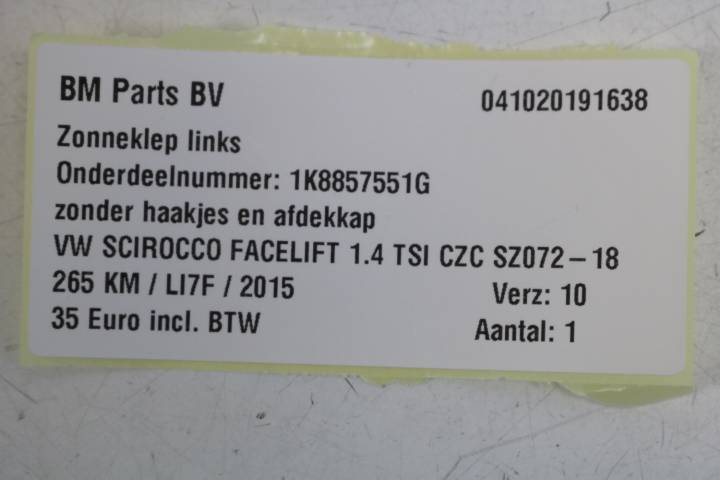 BM Parts BV 041020191638
Zonneklep links
Onderdeelnummer: 1K8857551G
zonder haakjes en afdekkap
VW SCIROCCO FACELIFT 1.4 TSI CZC SZ072-18
265 KM / LI7F / 2015 Verz: 10
35 Euro incl. BTW Aantal: 1